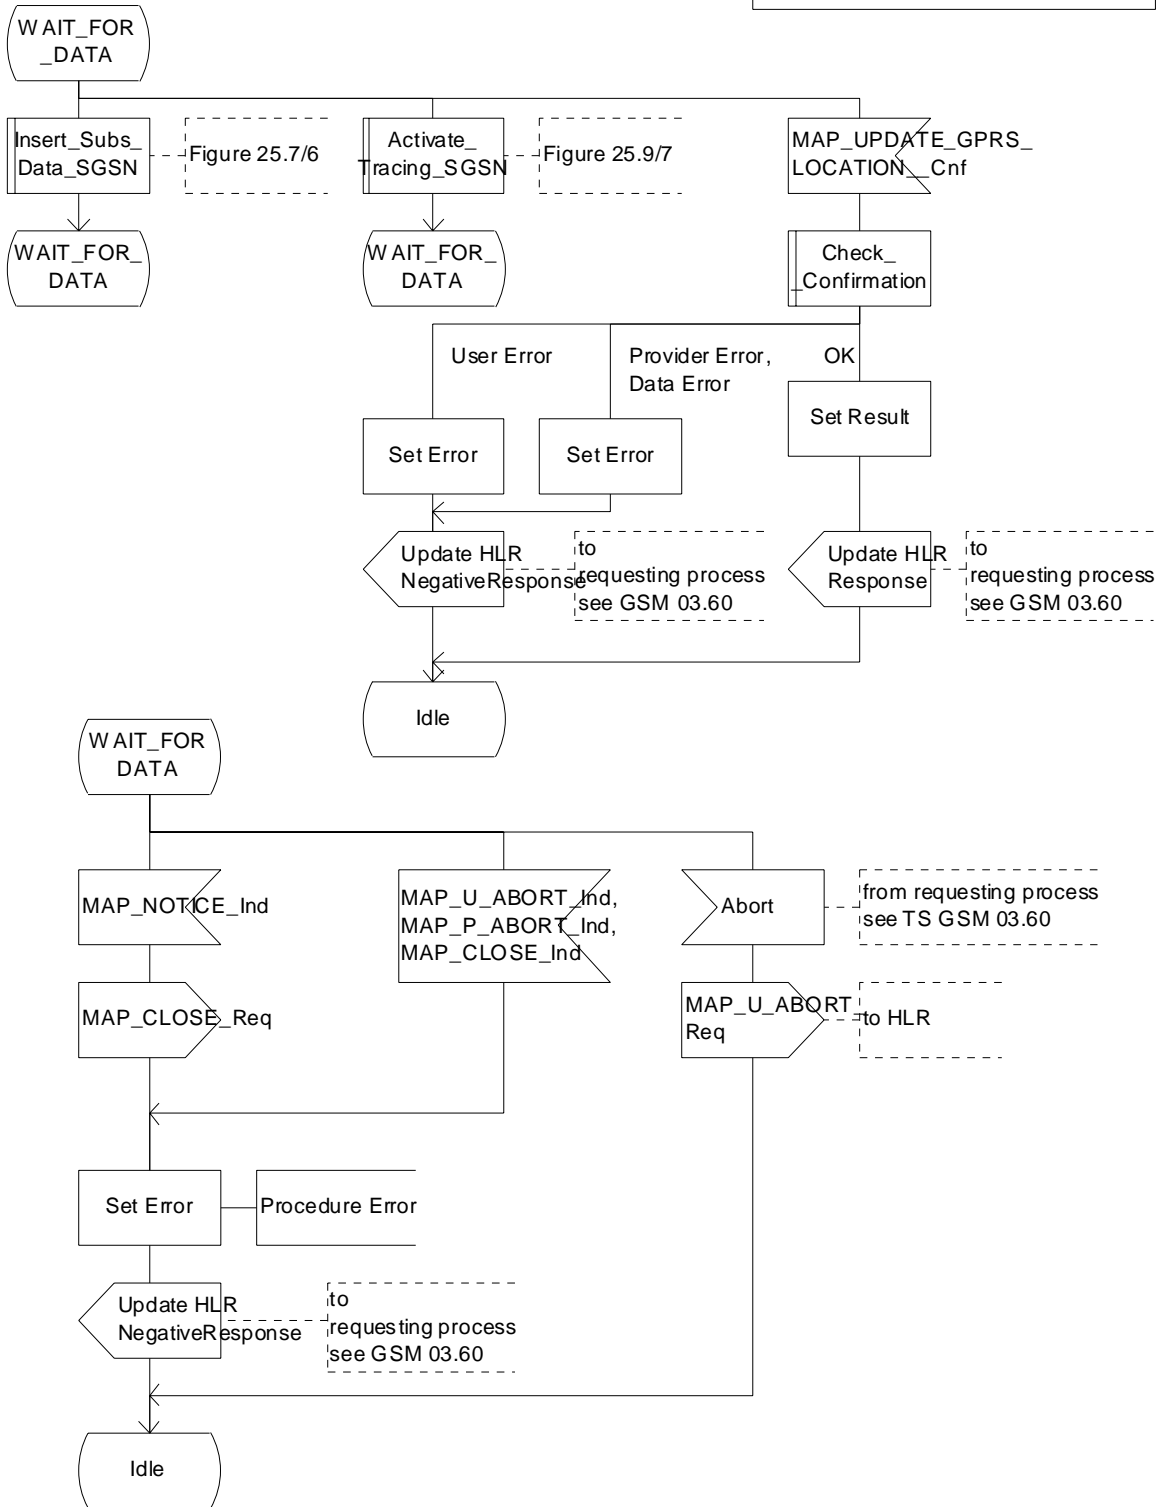 WAIT_FOR
_DATA
Insert_Subs_
Data_SGSN
Figure 25.7/6
Activate_
Tracing_SGSN
Figure 25.9/7
MAP_UPDATE_GPRS_
LOCATION__Cnf
WAIT_FOR_
DATA
WAIT_FOR_
DATA
Check_
_Confirmation
User Error
Provider Error,
Data Error
OK
Set Result
Set Error
Set Error
Update HLR
NegativeResponse
to
requesting process
see GSM 03.60
Update HLR
Response
to
requesting process
see GSM 03.60
Idle
WAIT_FOR
DATA
MAP_NOTICE_Ind
MAP_U_ABORT_Ind,
MAP_P_ABORT_Ind,
MAP_CLOSE_Ind
Abort
from requesting process
see TS GSM 03.60
MAP_CLOSE_Req
MAP_U_ABORT_
Req
to HLR
Set Error
Procedure Error
Update HLR
NegativeResponse
to
requesting process
see GSM 03.60
Idle